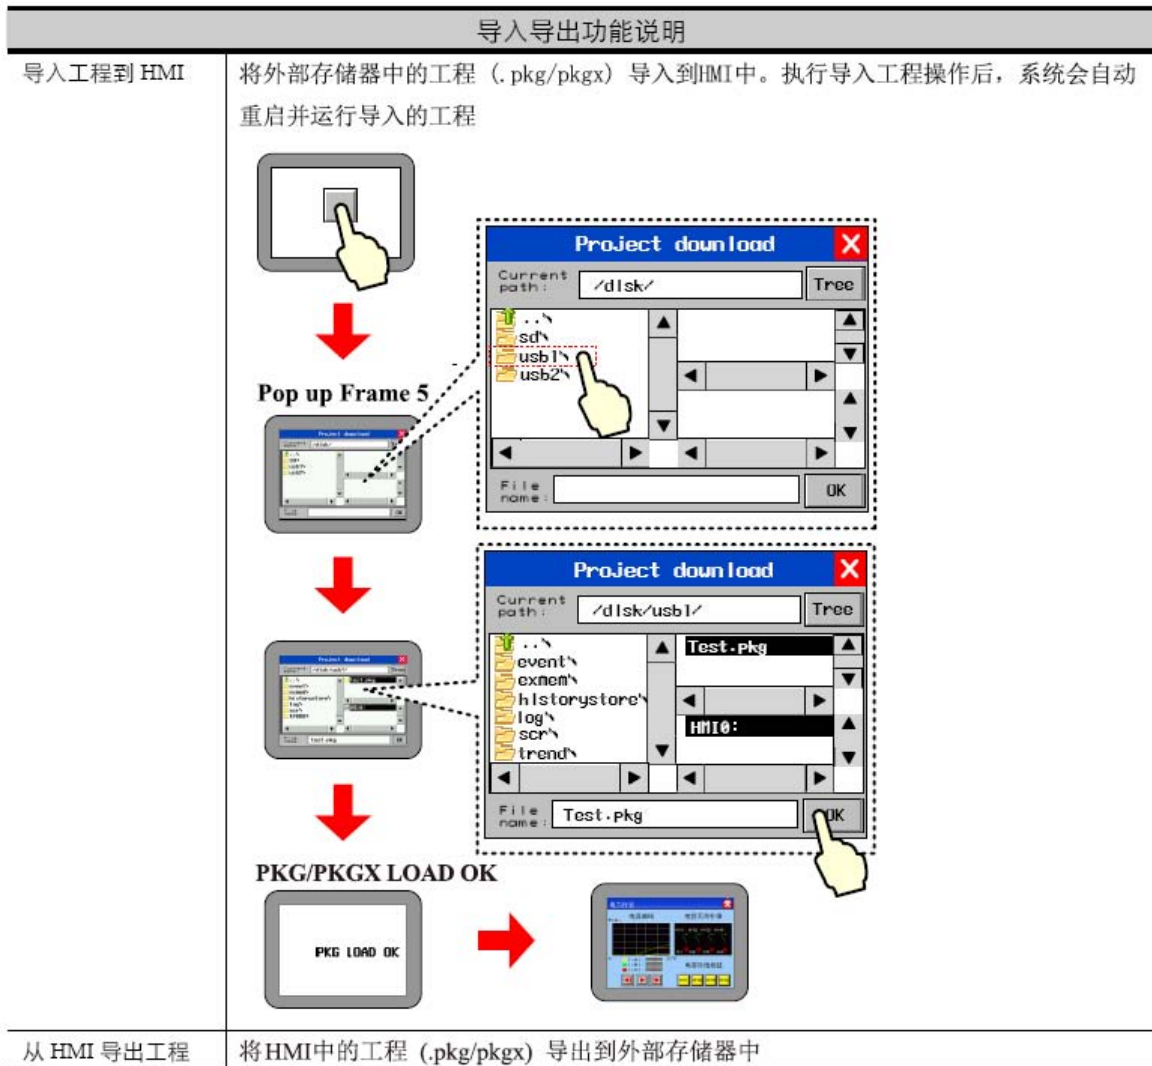 导入导出功能说明
导入工程到 HMI
将外部存储器中的工程 (.pkg/pkgx) 导入到HMI中。执行导入工程操作后，系统会自动
重启并运行导入的工程
Project download
Current path:
/disk/
Tree
..\
sd\
usb1\
usb2\
File name:
OK
Pop up Frame 5
Project download
Current path:
/disk/usb1/
Tree
..\
event\
exmem\
historystore\
log\
scr\
trend\
Test.pkg
HMI0:
File name:
Test.pkg
OK
PKG/PKGX LOAD OK
PKG LOAD OK
从 HMI 导出工程
将HMI中的工程 (.pkg/pkgx) 导出到外部存储器中